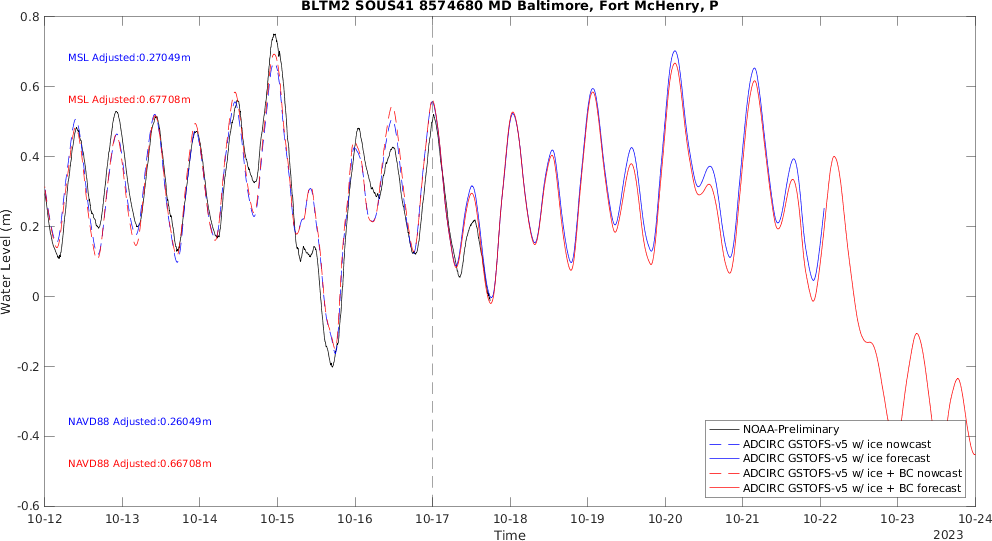 BLTM2 SOUS41 8574680 MD Baltimore, Fort McHenry, P
MSL Adjusted:0.27049m
MSL Adjusted:0.67708m
NAVD88 Adjusted:0.26049m
NAVD88 Adjusted:0.66708m
Water Level (m)
0.8
0.6
0.4
0.2
0
-0.2
-0.4
-0.6
NOAA-Preliminary
ADCIRC GSTOFS-v5 w/ ice nowcast
ADCIRC GSTOFS-v5 w/ ice forecast
ADCIRC GSTOFS-v5 w/ ice + BC nowcast
ADCIRC GSTOFS-v5 w/ ice + BC forecast
10-12 10-13 10-14 10-15 10-16 10-17 10-18 10-19 10-20 10-21 10-22 10-23 10-24
Time
2023